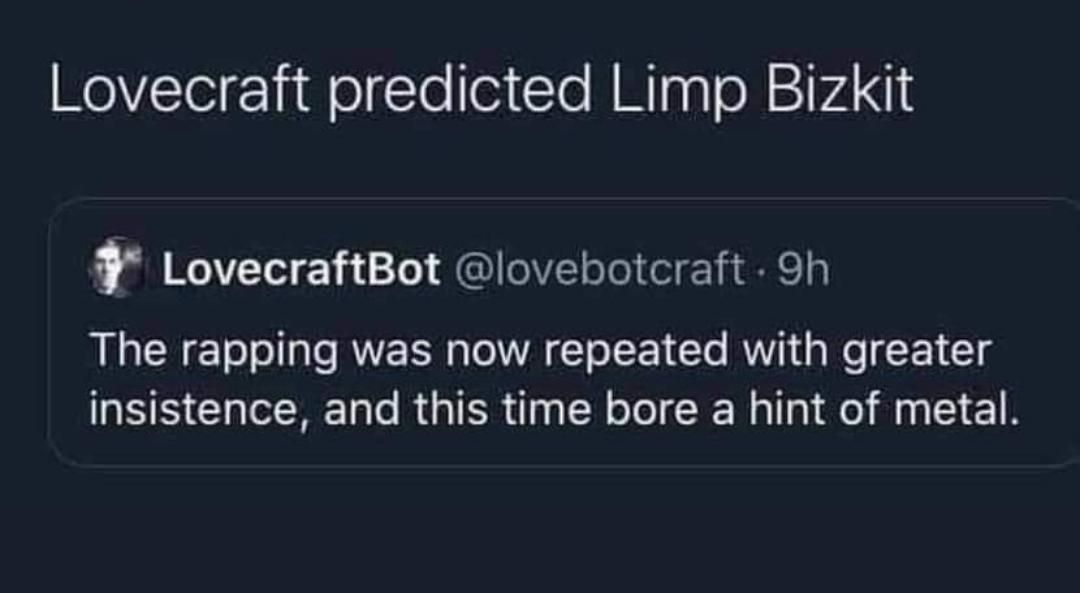 Lovecraft predicted Limp Bizkit
LovecraftBot @lovebotcraft · 9h
The rapping was now repeated with greater
insistence, and this time bore a hint of metal.